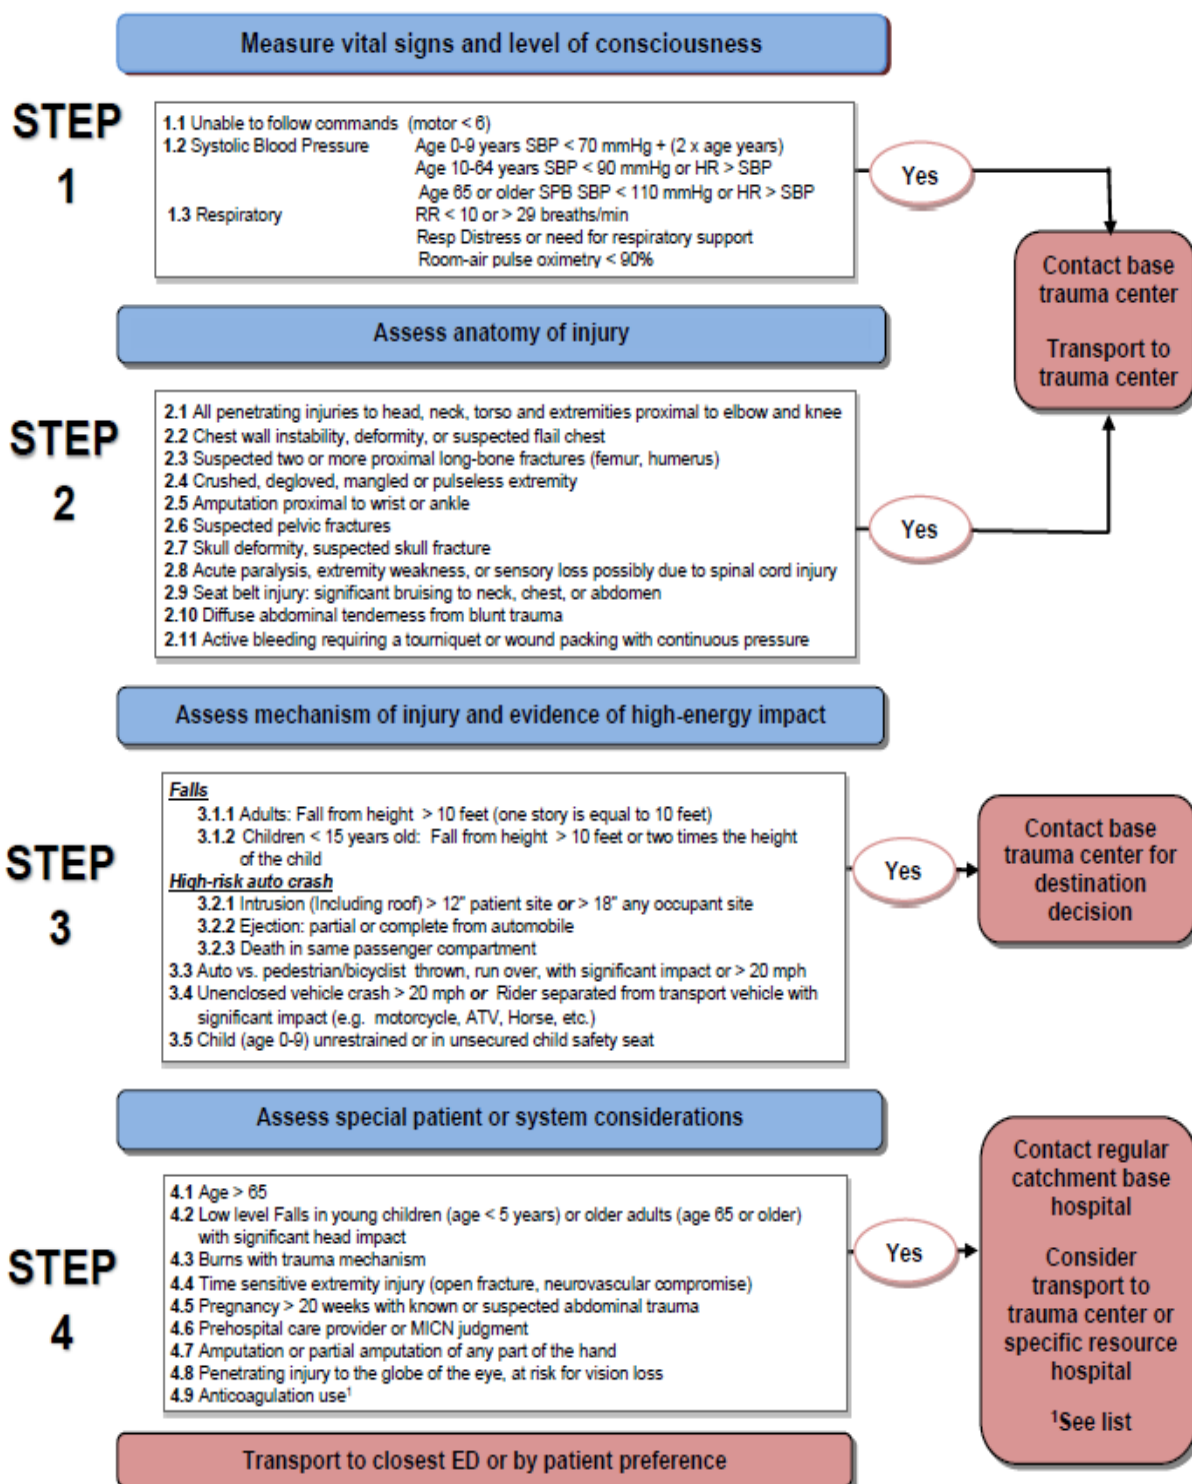 Measure vital signs and level of consciousness
STEP
1
1.1 Unable to follow commands (motor < 6)
1.2 Systolic Blood Pressure Age 0-9 years SBP < 70 mmHg + (2 x age years)
Age 10-64 years SBP < 90 mmHg or HR > SBP
Age 65 or older SPB SBP < 110 mmHg or HR > SBP
1.3 Respiratory RR < 10 or > 29 breaths/min
Resp Distress or need for respiratory support
Room-air pulse oximetry < 90%
Yes
Contact base
trauma center
Transport to
trauma center
Assess anatomy of injury
STEP
2
2.1 All penetrating injuries to head, neck, torso and extremities proximal to elbow and knee
2.2 Chest wall instability, deformity, or suspected flail chest
2.3 Suspected two or more proximal long-bone fractures (femur, humerus)
2.4 Crushed, degloved, mangled or pulseless extremity
2.5 Amputation proximal to wrist or ankle
2.6 Suspected pelvic fractures
2.7 Skull deformity, suspected skull fracture
2.8 Acute paralysis, extremity weakness, or sensory loss possibly due to spinal cord injury
2.9 Seat belt injury: significant bruising to neck, chest, or abdomen
2.10 Diffuse abdominal tenderness from blunt trauma
2.11 Active bleeding requiring a tourniquet or wound packing with continuous pressure
Yes
Assess mechanism of injury and evidence of high-energy impact
STEP
3
Falls
3.1.1 Adults: Fall from height > 10 feet (one story is equal to 10 feet)
3.1.2 Children < 15 years old: Fall from height > 10 feet or two times the height
of the child
High-risk auto crash
3.2.1 Intrusion (Including roof) > 12" patient site or > 18" any occupant site
3.2.2 Ejection: partial or complete from automobile
3.2.3 Death in same passenger compartment
3.3 Auto vs. pedestrian/bicyclist thrown, run over, with significant impact or > 20 mph
3.4 Unenclosed vehicle crash > 20 mph or Rider separated from transport vehicle with
significant impact (e.g. motorcycle, ATV, Horse, etc.)
3.5 Child (age 0-9) unrestrained or in unsecured child safety seat
Yes
Contact base
trauma center for
destination
decision
Assess special patient or system considerations
STEP
4
4.1 Age > 65
4.2 Low level Falls in young children (age < 5 years) or older adults (age 65 or older)
with significant head impact
4.3 Burns with trauma mechanism
4.4 Time sensitive extremity injury (open fracture, neurovascular compromise)
4.5 Pregnancy > 20 weeks with known or suspected abdominal trauma
4.6 Prehospital care provider or MICN judgment
4.7 Amputation or partial amputation of any part of the hand
4.8 Penetrating injury to the globe of the eye, at risk for vision loss
4.9 Anticoagulation use¹
Yes
Contact regular
catchment base
hospital
Consider
transport to
trauma center or
specific resource
hospital
¹See list
Transport to closest ED or by patient preference